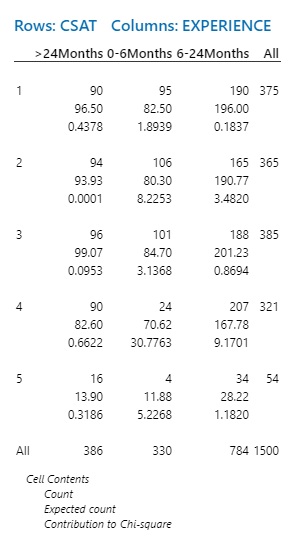 Rows: CSAT Columns: EXPERIENCE
>24Months 0-6Months 6-24Months All
1 90 95 190 375
96.50 82.50 196.00
0.4378 1.8939 0.1837
2 94 106 165 365
93.93 80.30 190.77
0.0001 8.2253 3.4820
3 96 101 188 385
99.07 84.70 201.23
0.0953 3.1368 0.8694
4 90 24 207 321
82.60 70.62 167.78
0.6622 30.7763 9.1701
5 16 4 34 54
13.90 11.88 28.22
0.3186 5.2268 1.1820
All 386 330 784 1500
Cell Contents
Count
Expected count
Contribution to Chi-square